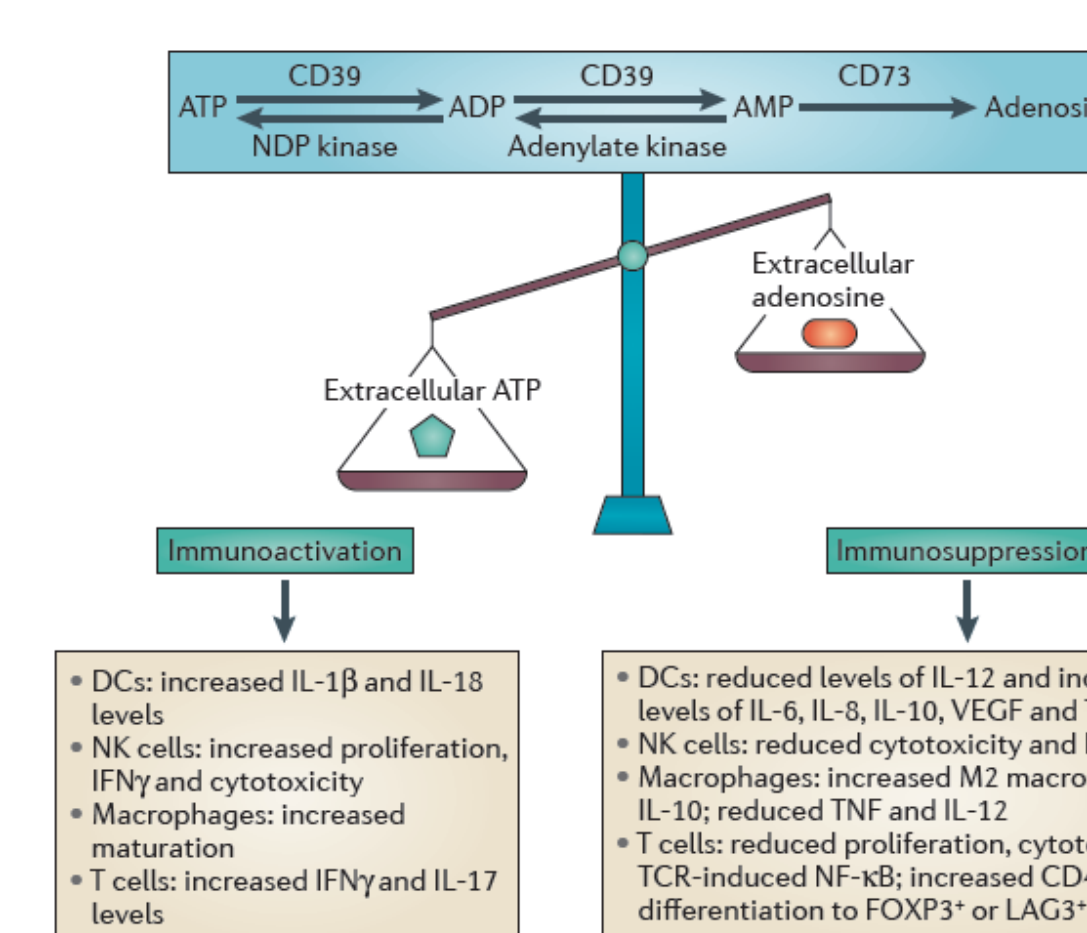 CD39 CD39 CD73
ATP ADP AMP
NDP kinase Adenylate kinase
Extracellular
adenosine
Extracellular ATP
Immunoactivation
• DCs: increased IL-1β and IL-18
levels
• NK cells: increased proliferation,
IFNγ and cytotoxicity
• Macrophages: increased
maturation
• T cells: increased IFNγ and IL-17
levels
Immunosuppression
• DCs: reduced levels of IL-12 and
levels of IL-6, IL-8, IL-10, VEGF and
• NK cells: reduced cytotoxicity and
• Macrophages: increased M2
IL-10; reduced TNF and IL-12
• T cells: reduced proliferation,
TCR-induced NF-κB; increased
differentiation to FOXP3⁺ or LAG3⁺